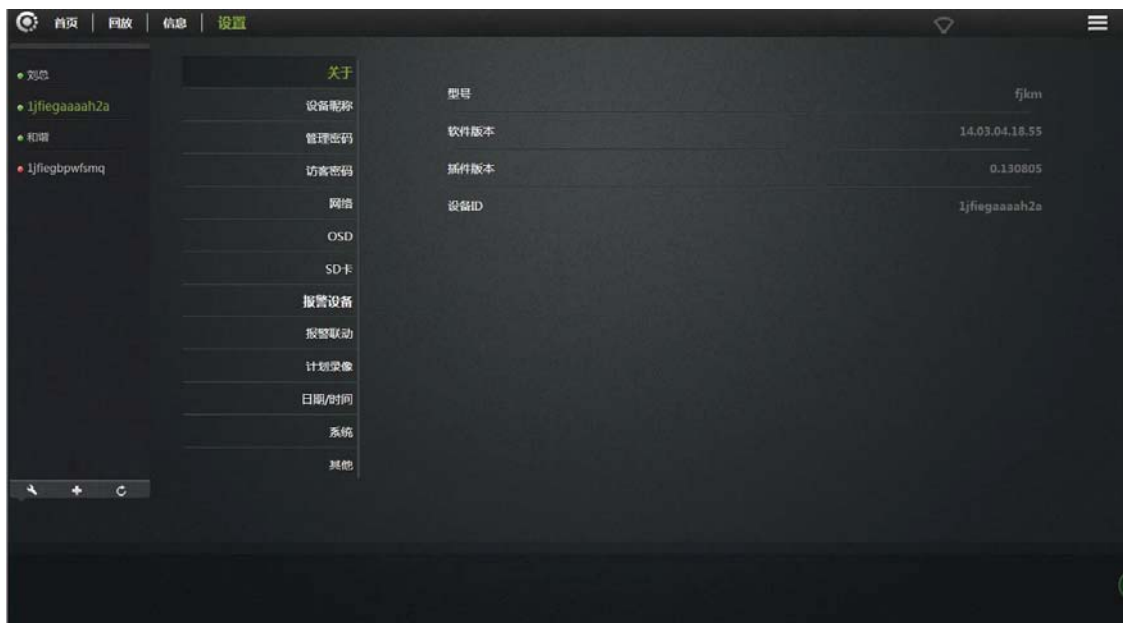 首页 | 回放 | 信息 | 设置
刘总
1jfiegaaaah2a
和谐
1jfiegbpwfsmq
关于
设备昵称
管理密码
访客密码
网络
OSD
SD卡
报警设备
报警联动
计划录像
日期/时间
系统
其他
型号 fjkm
软件版本 14.03.04.18.55
插件版本 0.130805
设备ID 1jfiegaaaah2a